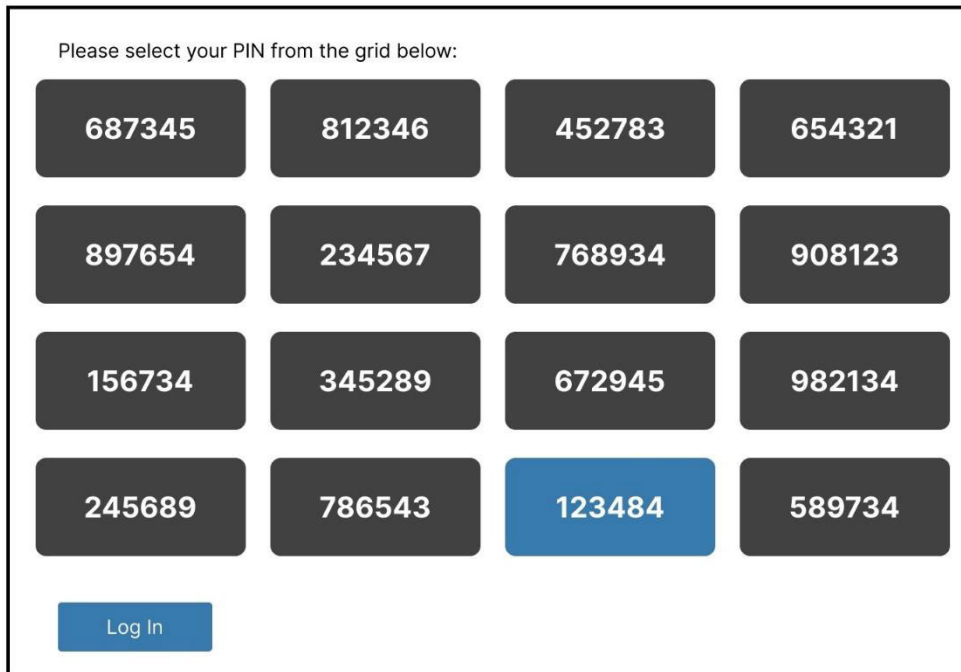 Please select your PIN from the grid below:
687345 812346 452783 654321
897654 234567 768934 908123
156734 345289 672945 982134
245689 786543 123484 589734
Log In